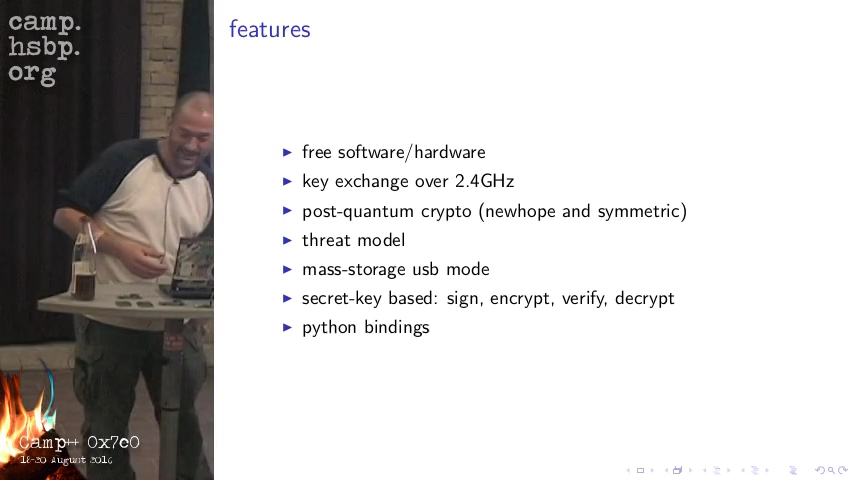 camp.
hsbp.
org
features
free software/hardware
key exchange over 2.4GHz
post-quantum crypto (newhope and symmetric)
threat model
mass-storage usb mode
secret-key based: sign, encrypt, verify, decrypt
python bindings
Camp++ 0x7e0
18-20 August 2016